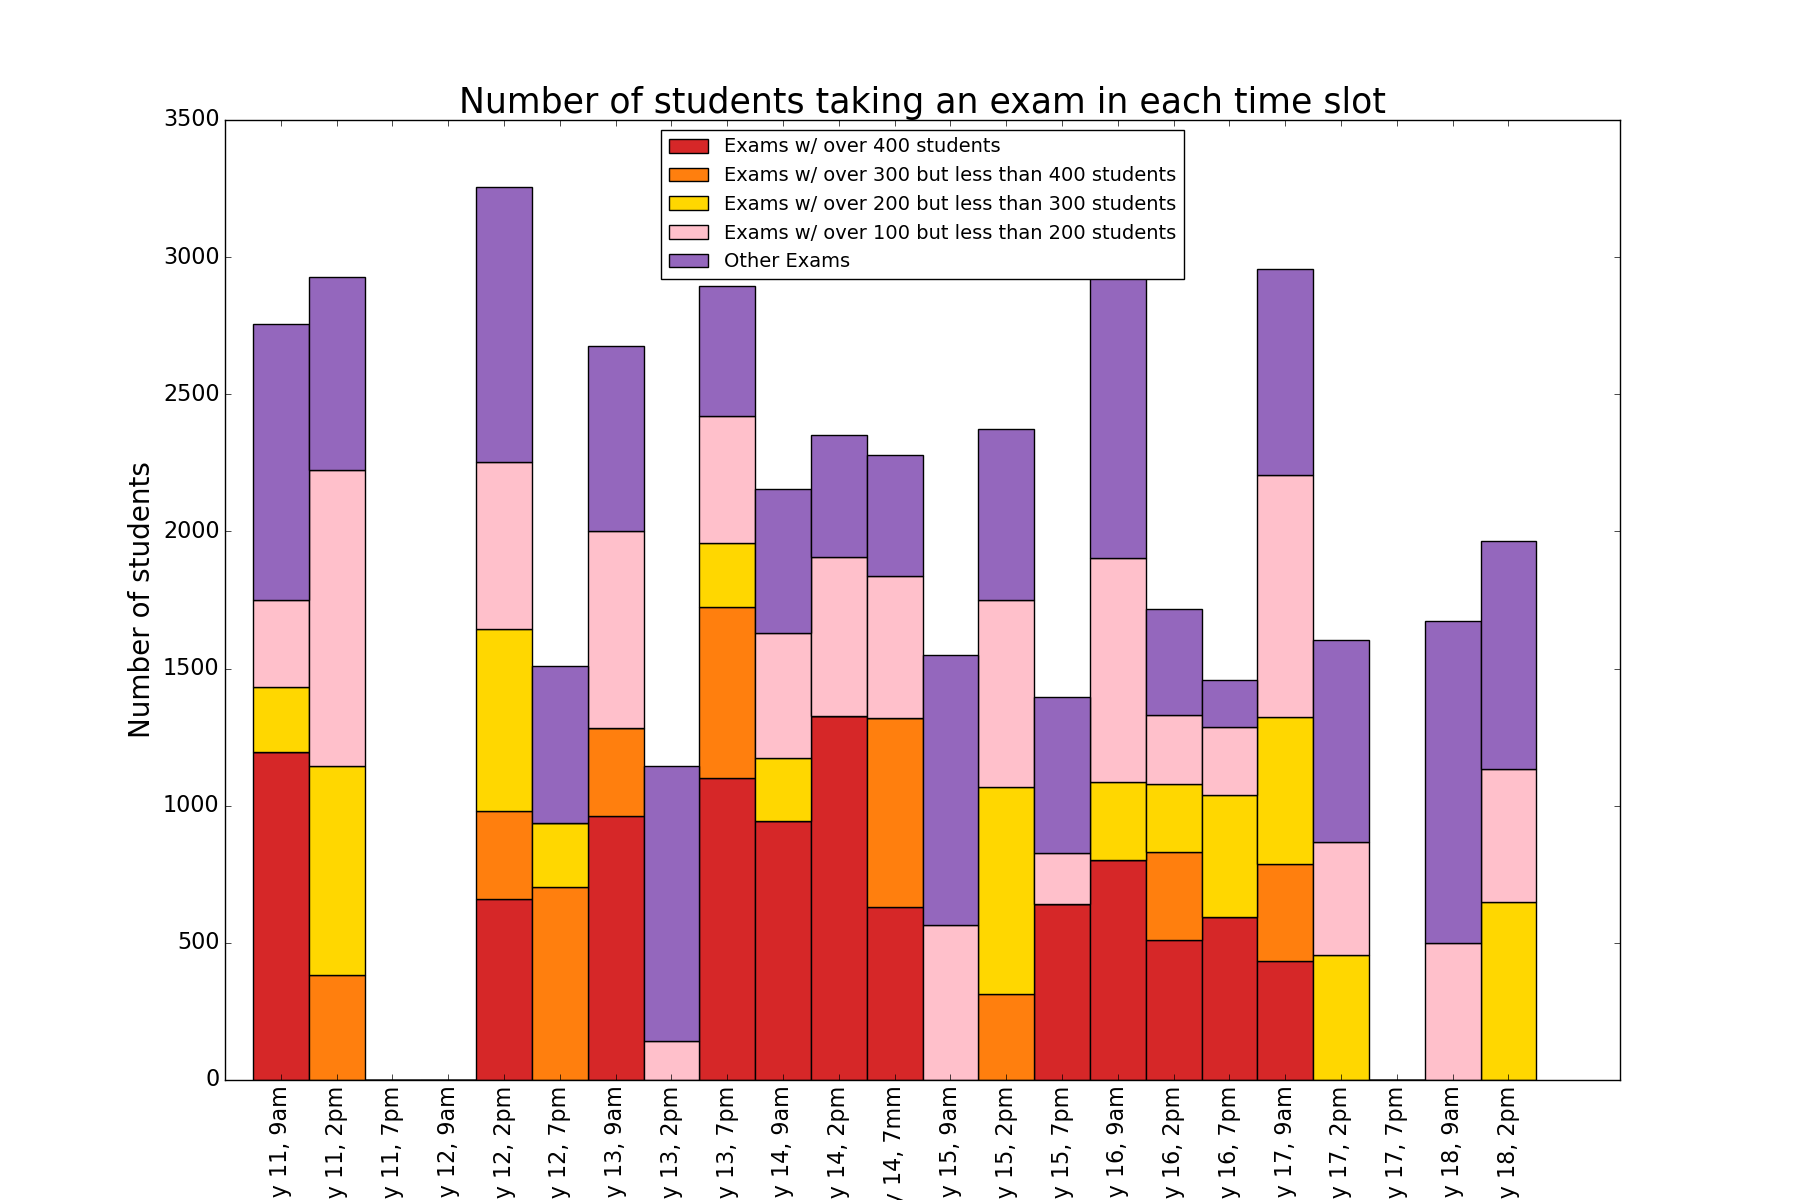 Number of students taking an exam in each time slot
Exams w/ over 400 students
Exams w/ over 300 but less than 400 students
Exams w/ over 200 but less than 300 students
Exams w/ over 100 but less than 200 students
Other Exams
Number of students
3500
3000
2500
2000
1500
1000
500
0
y 11, 9am
y 11, 2pm
y 11, 7pm
y 12, 9am
y 12, 2pm
y 12, 7pm
y 13, 9am
y 13, 2pm
y 13, 7pm
y 14, 9am
y 14, 2pm
y 14, 7mm
y 15, 9am
y 15, 2pm
y 15, 7pm
y 16, 9am
y 16, 2pm
y 16, 7pm
y 17, 9am
y 17, 2pm
y 17, 7pm
y 18, 9am
y 18, 2pm